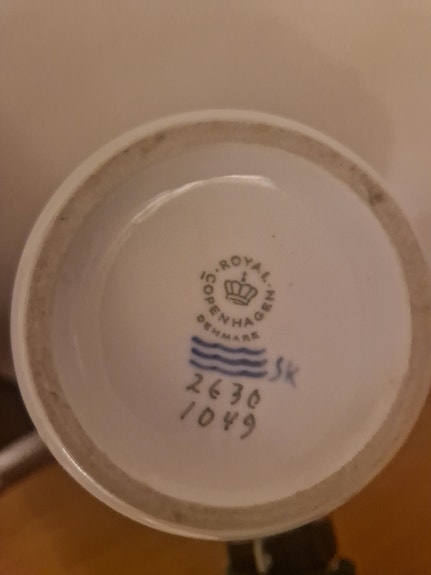 · ROYAL ·
COPENHAGEN
DENMARK
SK
2630
1049